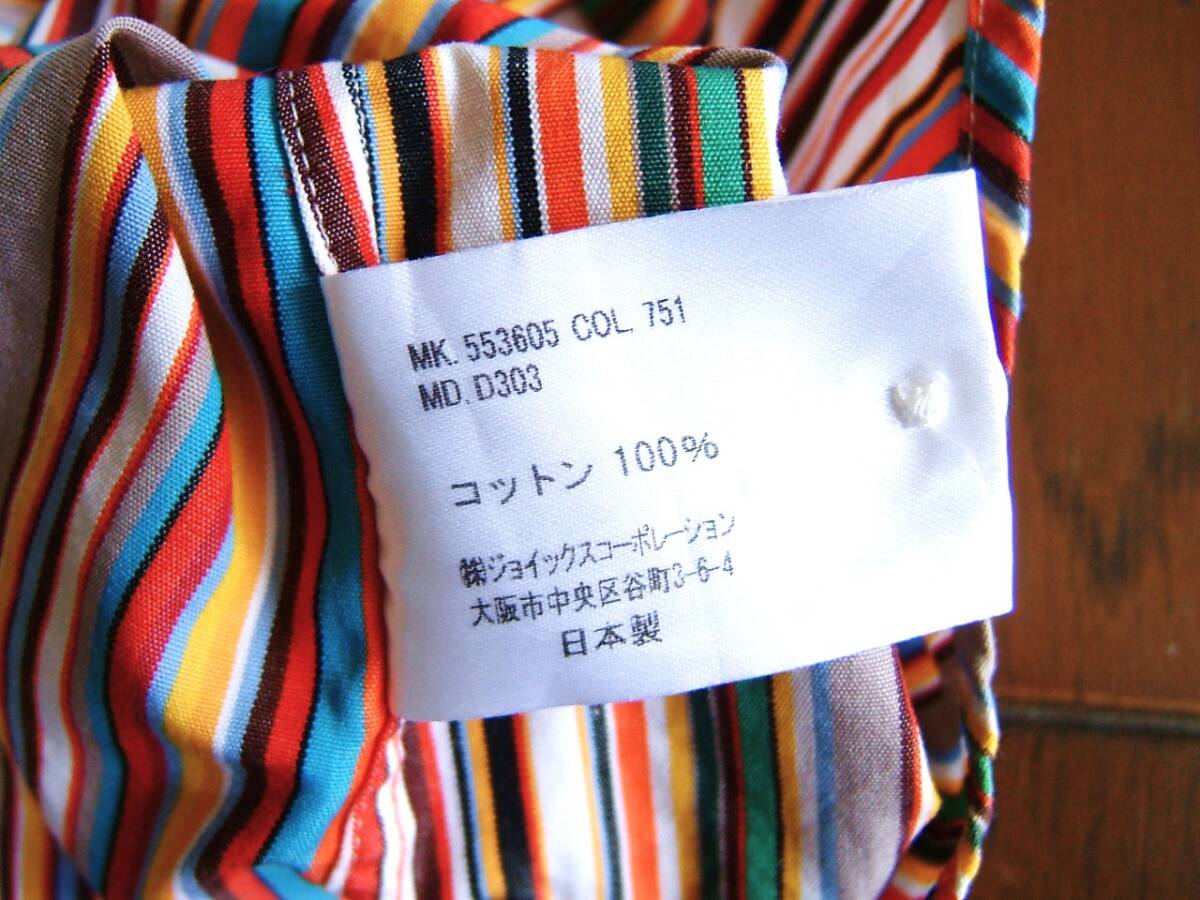 MK. 553605 COL. 751
MD. D303
コットン 100%
㈱ジョイックスコーポレーション
大阪市中央区谷町3-6-4
日本製